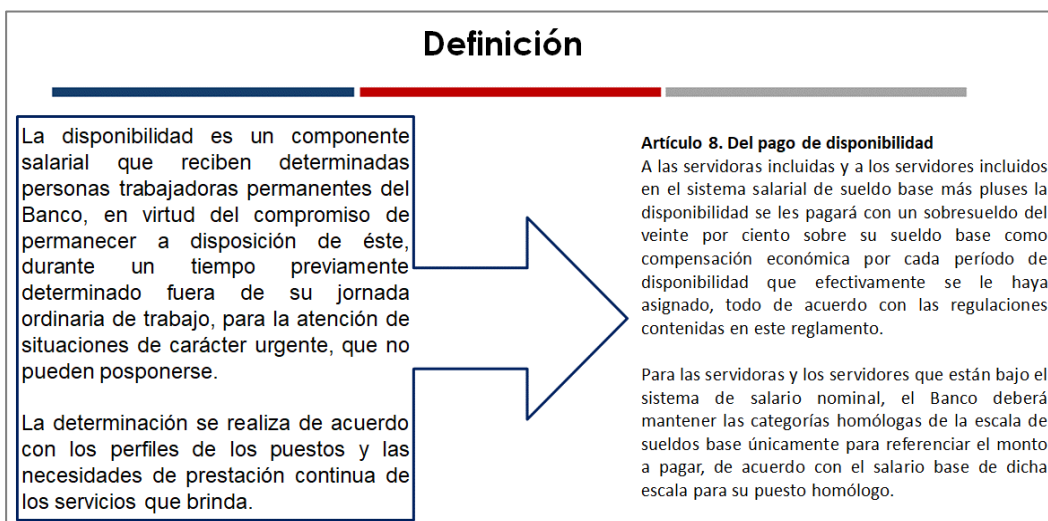 Definición
La disponibilidad es un componente
salarial que reciben determinadas
personas trabajadoras permanentes del
Banco, en virtud del compromiso de
permanecer a disposición de éste,
durante un tiempo previamente
determinado fuera de su jornada
ordinaria de trabajo, para la atención de
situaciones de carácter urgente, que no
pueden posponerse.
La determinación se realiza de acuerdo
con los perfiles de los puestos y las
necesidades de prestación continua de
los servicios que brinda.
Artículo 8. Del pago de disponibilidad
A las servidoras incluidas y a los servidores incluidos
en el sistema salarial de sueldo base más pluses la
disponibilidad se les pagará con un sobresueldo del
veinte por ciento sobre su sueldo base como
compensación económica por cada período de
disponibilidad que efectivamente se le haya
asignado, todo de acuerdo con las regulaciones
contenidas en este reglamento.
Para las servidoras y los servidores que están bajo el
sistema de salario nominal, el Banco deberá
mantener las categorías homólogas de la escala de
sueldos base únicamente para referenciar el monto
a pagar, de acuerdo con el salario base de dicha
escala para su puesto homólogo.